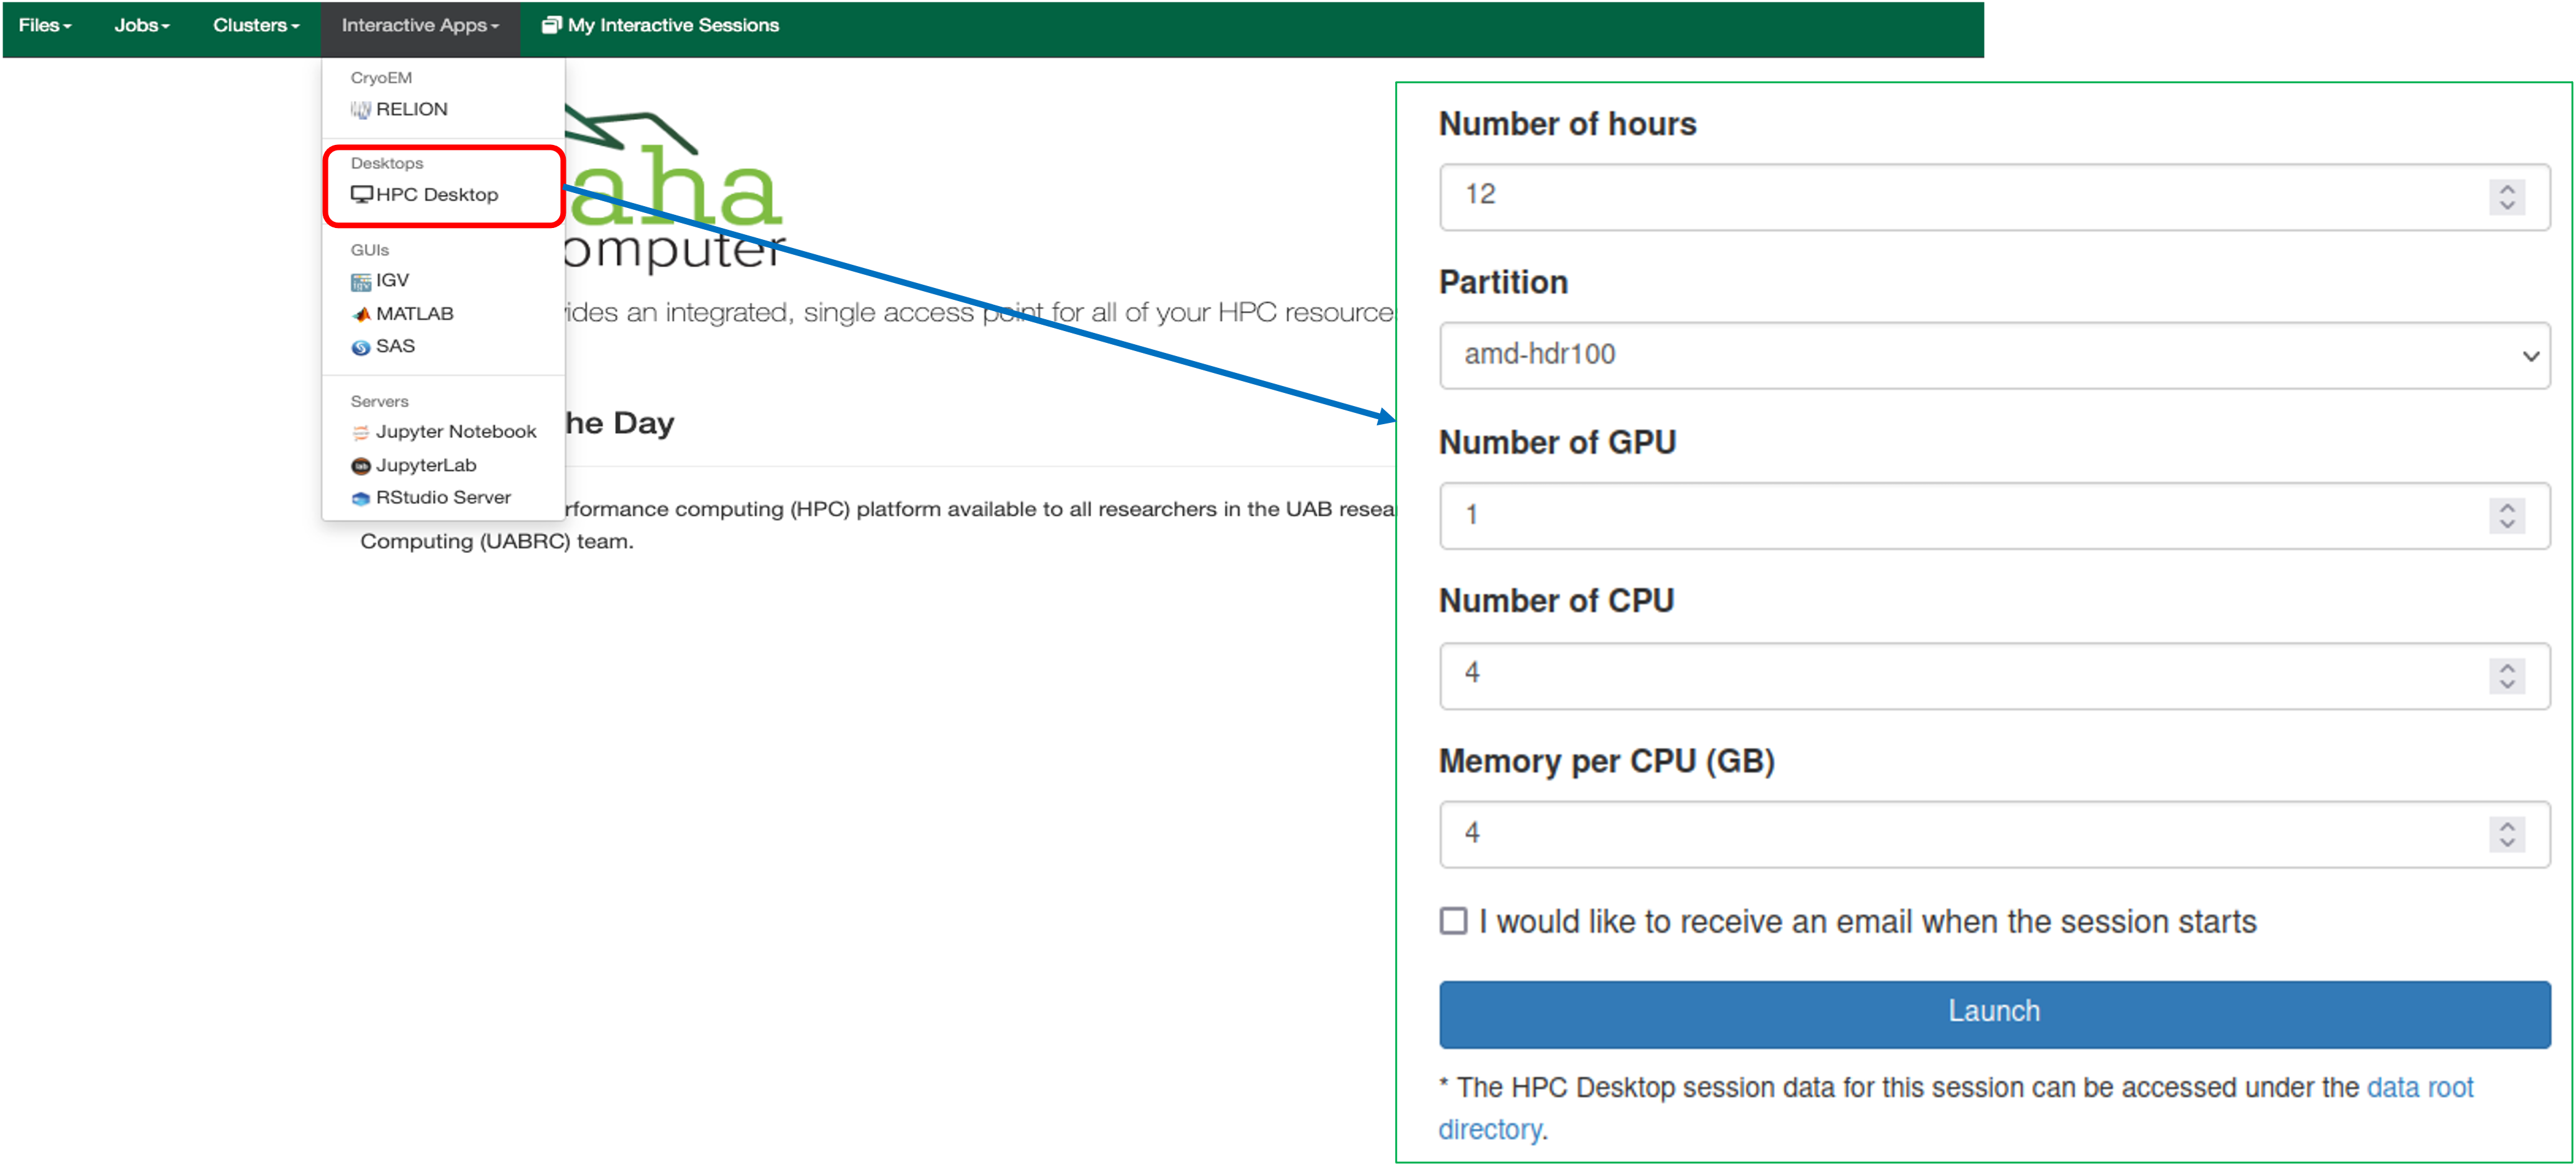 Files
Jobs
Clusters
Interactive Apps
My Interactive Sessions
CryoEM
RELION
Desktops
HPC Desktop
GUIs
IGV
MATLAB
SAS
Servers
Jupyter Notebook
JupyterLab
RStudio Server
aha
omputer
ides an integrated, single access point for all of your HPC resource
he Day
rformance computing (HPC) platform available to all researchers in the UAB resea
Computing (UABRC) team.
Number of hours
12
Partition
amd-hdr100
Number of GPU
1
Number of CPU
4
Memory per CPU (GB)
4
I would like to receive an email when the session starts
Launch
* The HPC Desktop session data for this session can be accessed under the data root
directory.